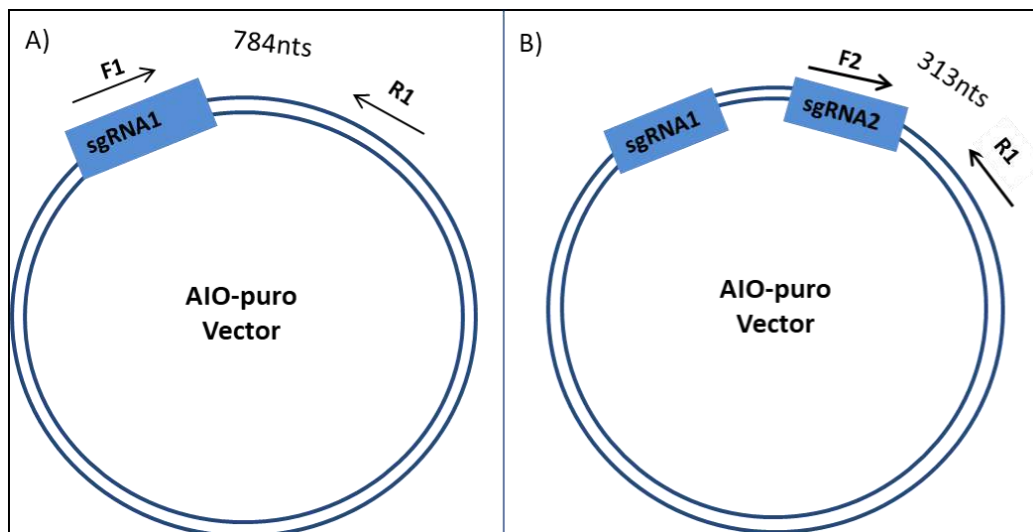 A)
F1
784nts
R1
sgRNA1
AIO-puro
Vector
B)
F2
313nts
R1
sgRNA1
sgRNA2
AIO-puro
Vector